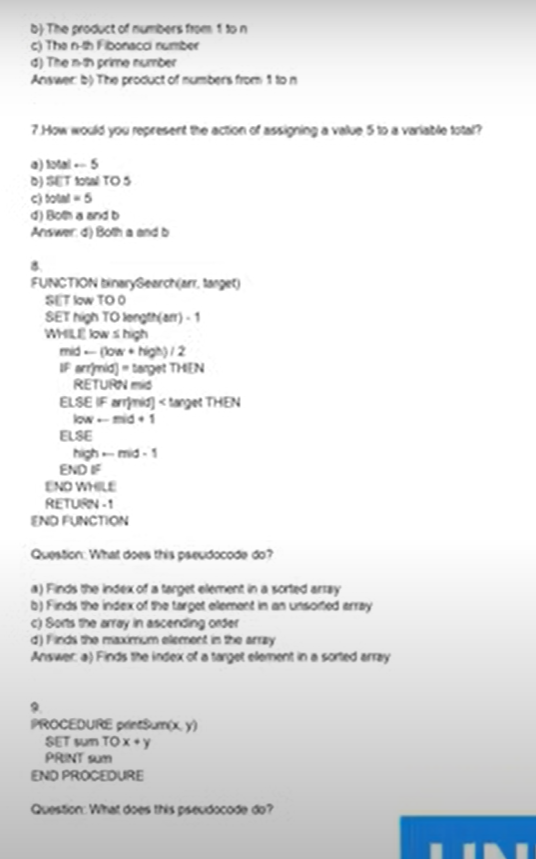 b) The product of numbers from 1 to n
c) The n-th Fibonacci number
d) The n-th prime number
Answer: b) The product of numbers from 1 to n
7.How would you represent the action of assigning a value 5 to a variable total?
a) total ← 5
b) SET total TO 5
c) total = 5
d) Both a and b
Answer: d) Both a and b
8.
FUNCTION binarySearch(arr, target)
SET low TO 0
SET high TO length(arr) - 1
WHILE low ≤ high
mid ← (low + high) / 2
IF arr[mid] = target THEN
RETURN mid
ELSE IF arr[mid] < target THEN
low ← mid + 1
ELSE
high ← mid - 1
END IF
END WHILE
RETURN -1
END FUNCTION
Question: What does this pseudocode do?
a) Finds the index of a target element in a sorted array
b) Finds the index of the target element in an unsorted array
c) Sorts the array in ascending order
d) Finds the maximum element in the array
Answer: a) Finds the index of a target element in a sorted array
9.
PROCEDURE printSum(x, y)
SET sum TO x + y
PRINT sum
END PROCEDURE
Question: What does this pseudocode do?